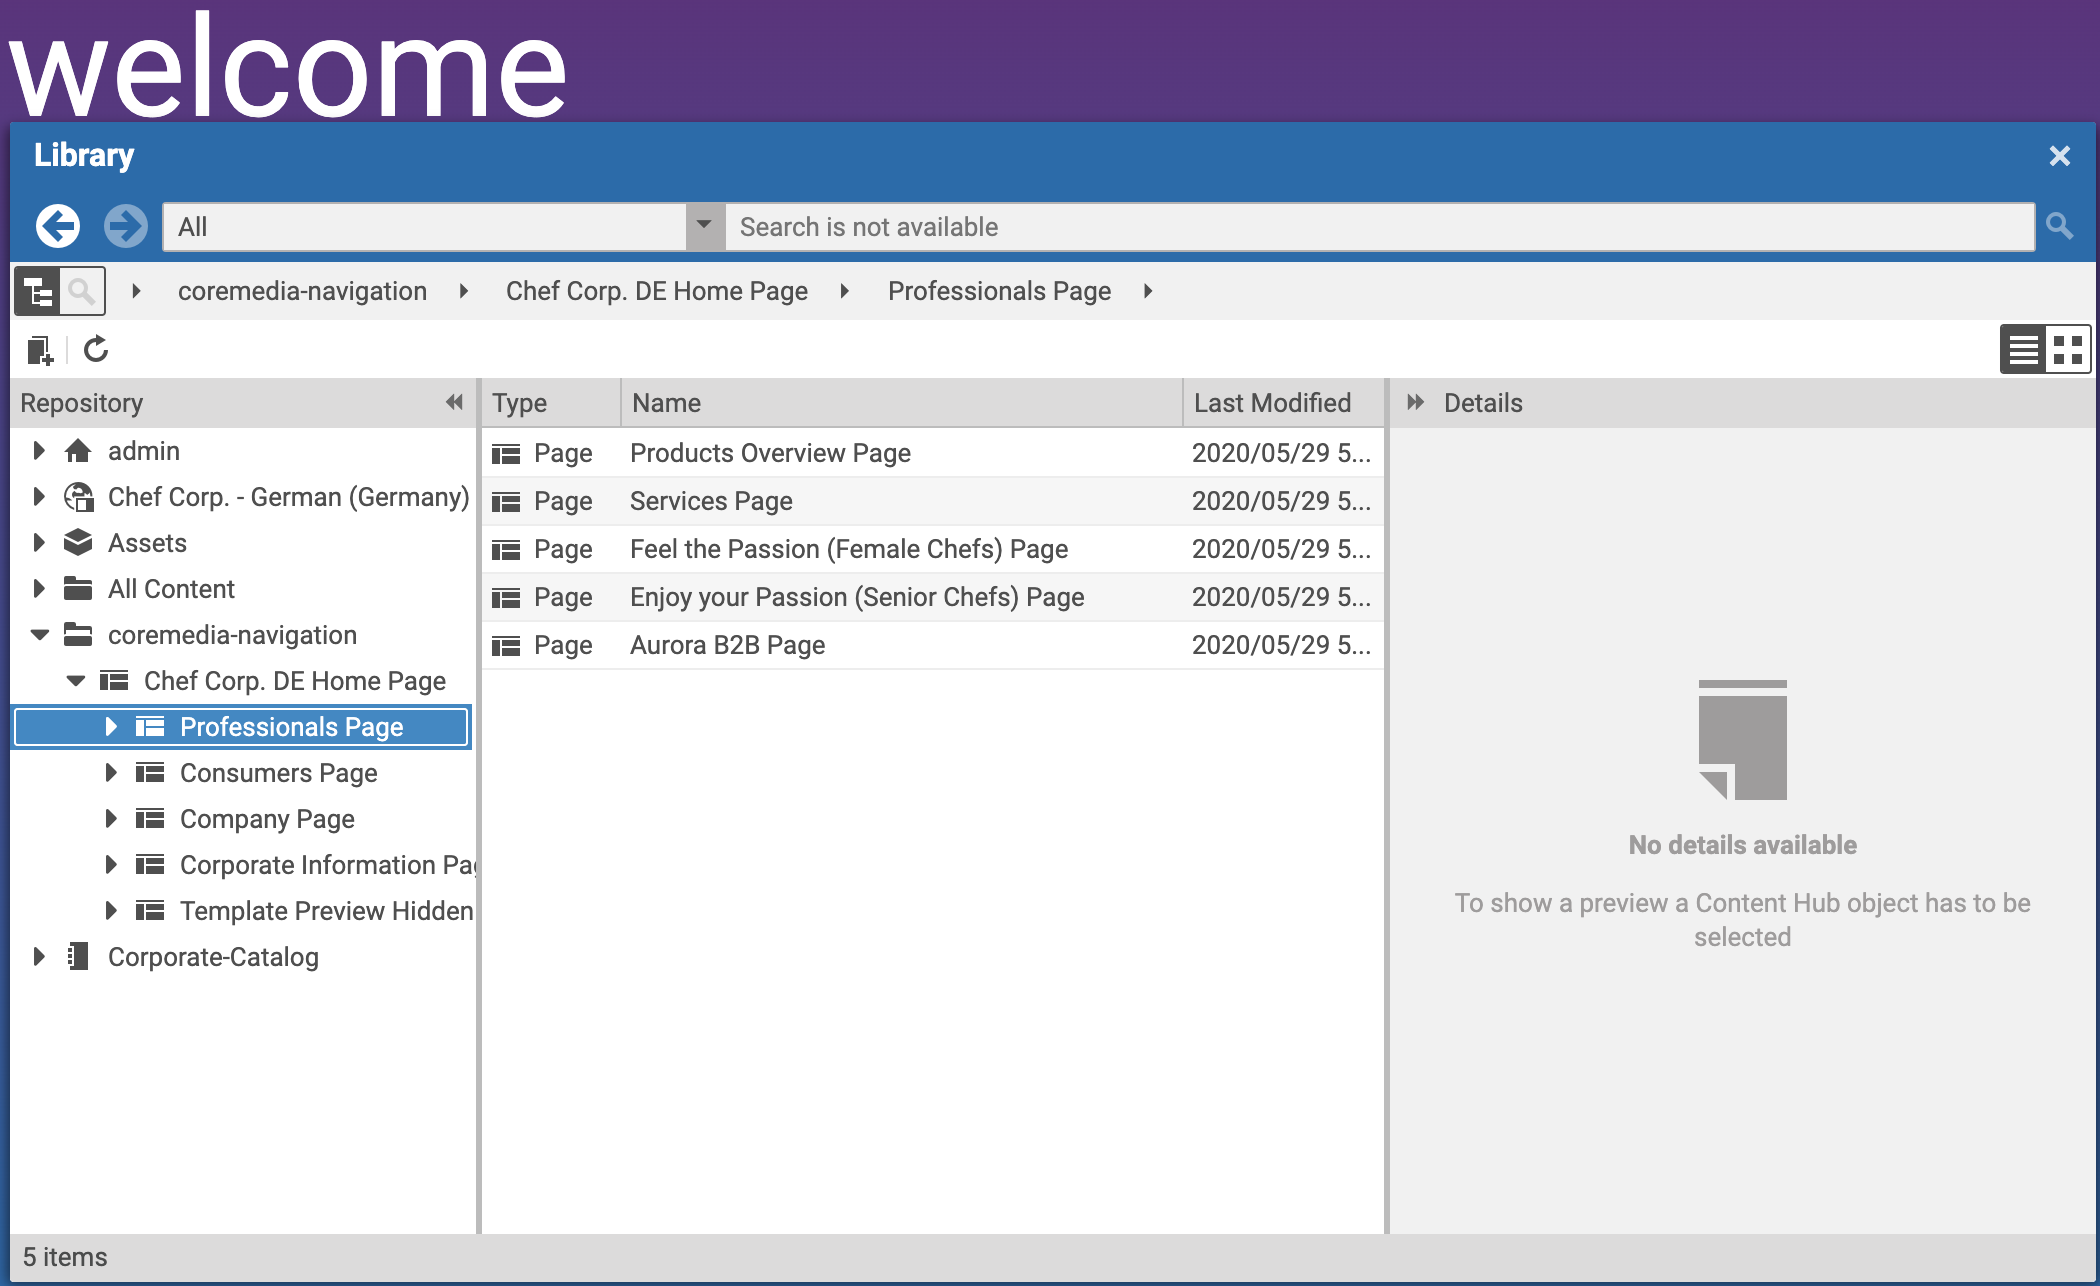 welcome
Library
All
Search is not available
coremedia-navigation
Chef Corp. DE Home Page
Professionals Page
Repository
Type
Name
Last Modified
Details
admin
Chef Corp. - German (Germany)
Assets
All Content
coremedia-navigation
Chef Corp. DE Home Page
Professionals Page
Consumers Page
Company Page
Corporate Information Pag
Template Preview Hidden
Corporate-Catalog
Page Products Overview Page 2020/05/29 5...
Page Services Page 2020/05/29 5...
Page Feel the Passion (Female Chefs) Page 2020/05/29 5...
Page Enjoy your Passion (Senior Chefs) Page 2020/05/29 5...
Page Aurora B2B Page 2020/05/29 5...
No details available
To show a preview a Content Hub object has to be
selected
5 items